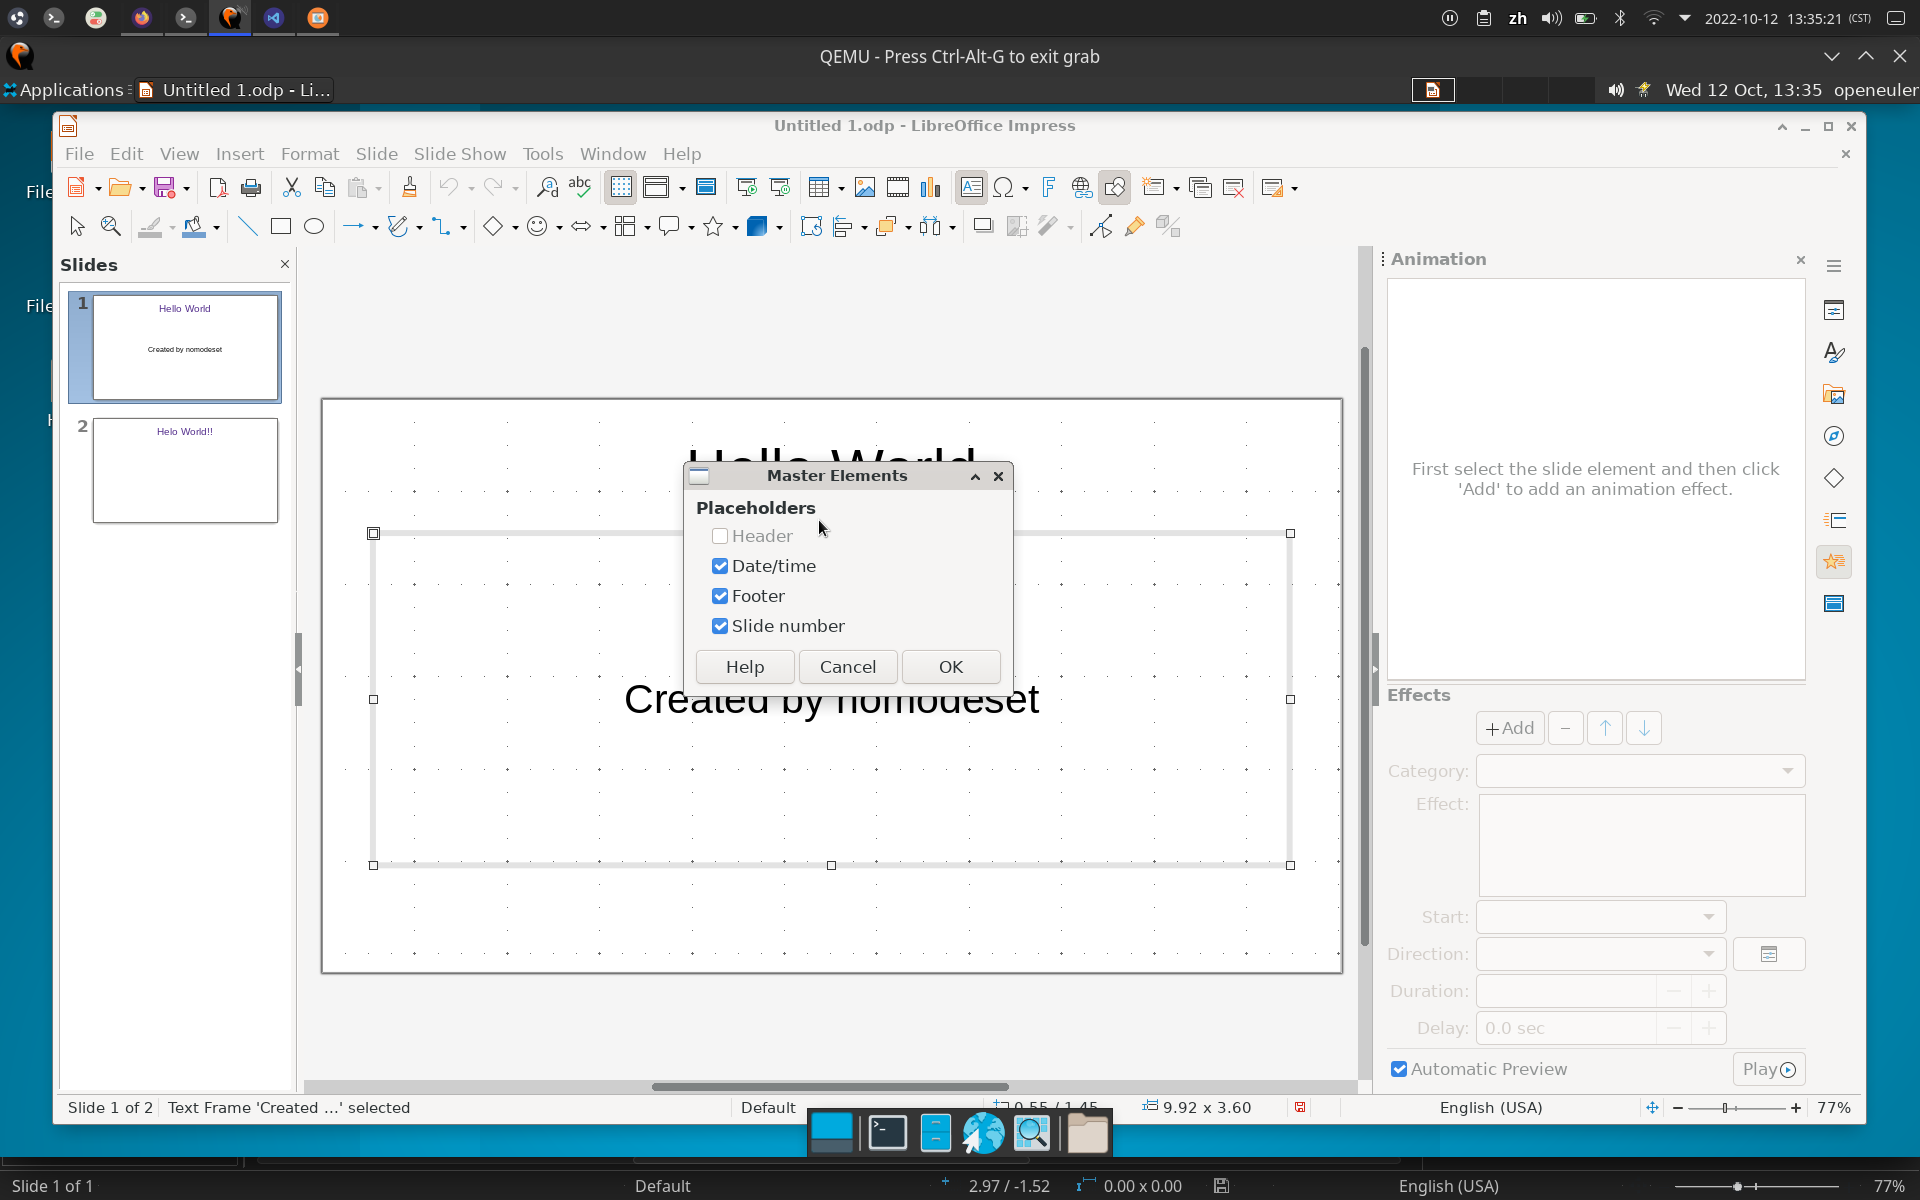 zh
2022-10-12 13:35:21 (CST)
QEMU - Press Ctrl-Alt-G to exit grab
Applications
Untitled 1.odp - Li...
Wed 12 Oct, 13:35 openeuler
Untitled 1.odp - LibreOffice Impress
File Edit View Insert Format Slide Slide Show Tools Window Help
File
File
Slides
1
Hello World
Created by nomodeset
2
Helo World!!
Hello World
Created by nomodeset
Master Elements
Placeholders
Header
Date/time
Footer
Slide number
Help Cancel OK
Animation
First select the slide element and then click
'Add' to add an animation effect.
Effects
Add
Category:
Effect:
Start:
Direction:
Duration:
Delay: 0.0 sec
Automatic Preview
Play
Slide 1 of 2
Text Frame 'Created ...' selected
Default
0.55 / 1.45
9.92 x 3.60
English (USA)
77%
Slide 1 of 1
Default
2.97 / -1.52
0.00 x 0.00
English (USA)
77%